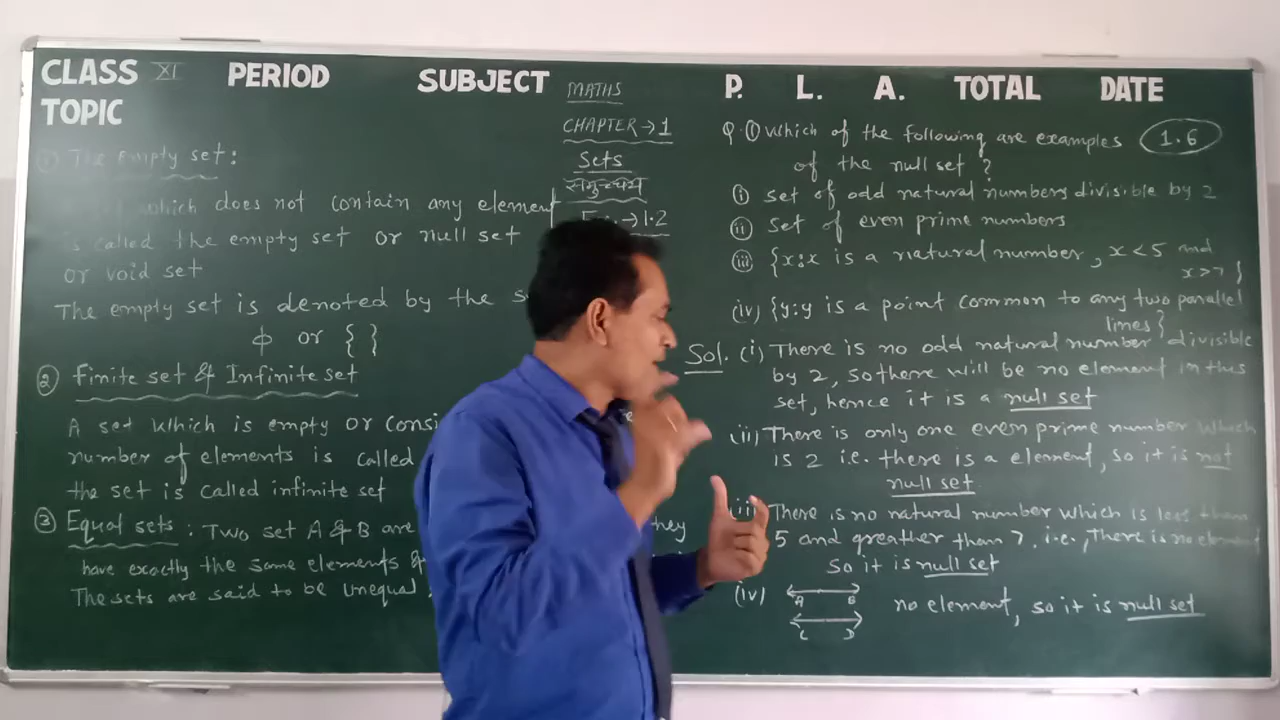 CLASS XI PERIOD SUBJECT MATHS P. L. A. TOTAL DATE
TOPIC
CHAPTER → 1
Sets
समुच्चय
→ 1.2
① The empty set :
which does not contain any element
is called the empty set or null set
or void set
The empty set is denoted by the
ϕ or { }
② Finite set & Infinite set
A set which is empty or
number of elements is called
the set is called infinite set
③ Equal sets : Two set A & B are they
have exactly the same elements &
The sets are said to be unequal
Q.① Which of the following are examples 1.6
of the null set ?
(i) set of odd natural numbers divisible by 2
(ii) set of even prime numbers
(iii) {x:x is a natural number, x < 5 and
x > 7 }
(iv) {y:y is a point common to any two parallel
lines}
Sol. (i) There is no odd natural number divisible
by 2, so there will be no element in this
set, hence it is a null set
(ii) There is only one even prime number which
is 2 i.e. there is a element, so it is not
null set
(iii) There is no natural number which is less than
5 and greather than 7. i.e., There is no element
So it is null set
(iv) A B no element, so it is null set
C D